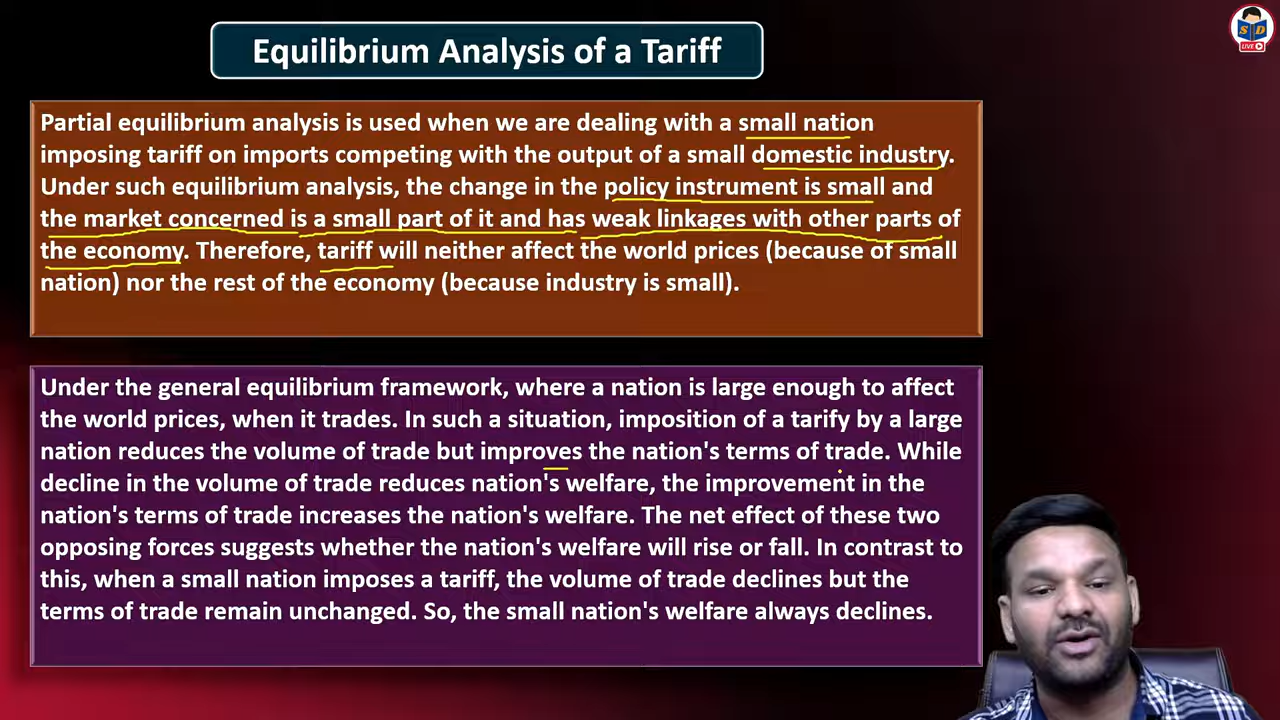 Equilibrium Analysis of a Tariff
Partial equilibrium analysis is used when we are dealing with a small nation
imposing tariff on imports competing with the output of a small domestic industry.
Under such equilibrium analysis, the change in the policy instrument is small and
the market concerned is a small part of it and has weak linkages with other parts of
the economy. Therefore, tariff will neither affect the world prices (because of small
nation) nor the rest of the economy (because industry is small).
Under the general equilibrium framework, where a nation is large enough to affect
the world prices, when it trades. In such a situation, imposition of a tarify by a large
nation reduces the volume of trade but improves the nation's terms of trade. While
decline in the volume of trade reduces nation's welfare, the improvement in the
nation's terms of trade increases the nation's welfare. The net effect of these two
opposing forces suggests whether the nation's welfare will rise or fall. In contrast to
this, when a small nation imposes a tariff, the volume of trade declines but the
terms of trade remain unchanged. So, the small nation's welfare always declines.
S D
LIVE